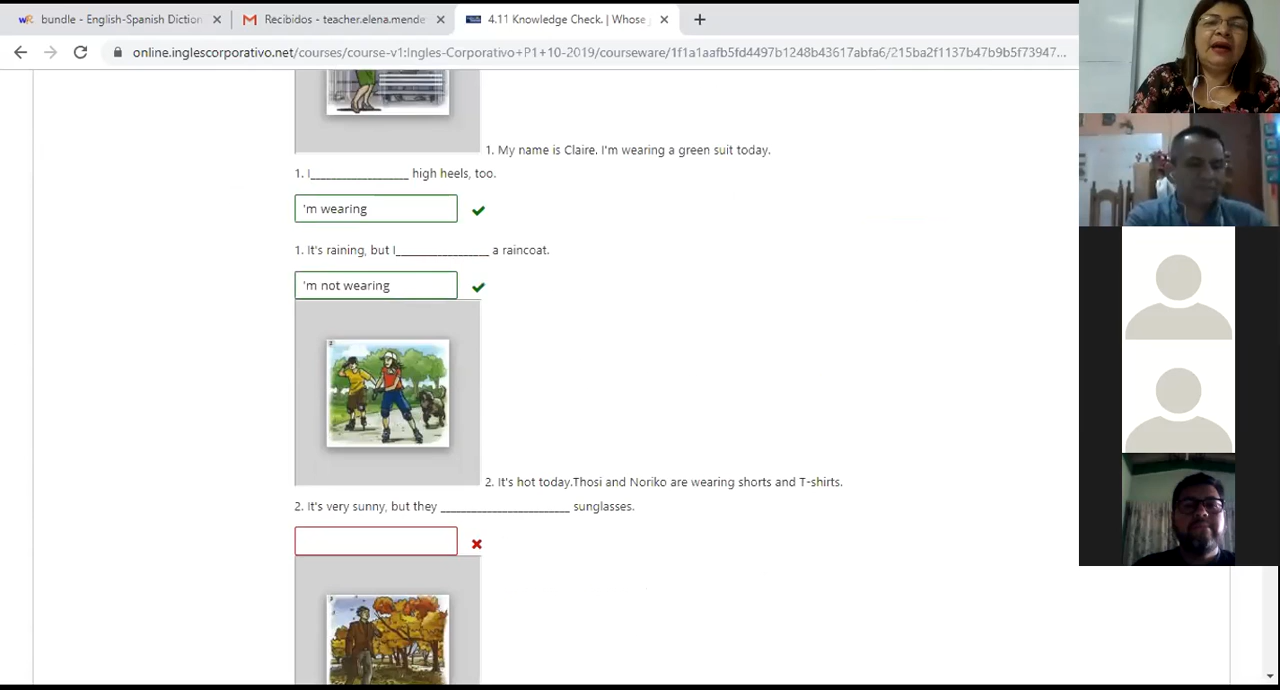 bundle - English-Spanish Diction
Recibidos - teacher.elena.mende
4.11 Knowledge Check. | Whose
online.inglescorporativo.net/courses/course-v1:Ingles-Corporativo+P1+10-2019/courseware/1f1a1aafb5fd4497b1248b43617abfa6/215ba2f1137b47b9b5f73947...
1. My name is Claire. I'm wearing a green suit today.
1. I__________________ high heels, too.
'm wearing
1. It's raining, but I_________________ a raincoat.
'm not wearing
2. It's hot today.Thosi and Noriko are wearing shorts and T-shirts.
2. It's very sunny, but they ________________________ sunglasses.